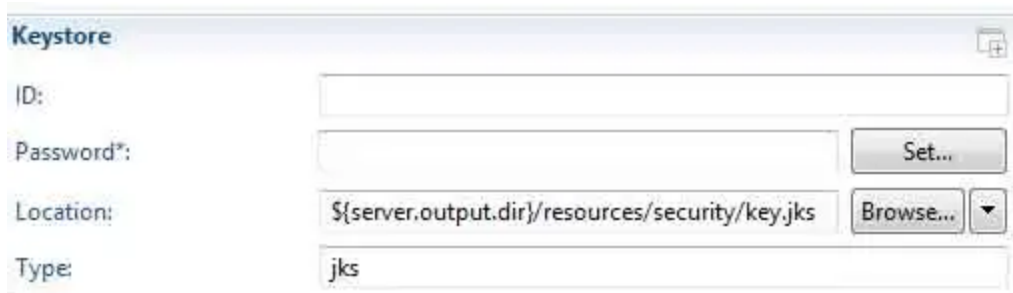 Keystore
ID:
Password*: Set...
Location: ${server.output.dir}/resources/security/key.jks Browse...
Type: jks